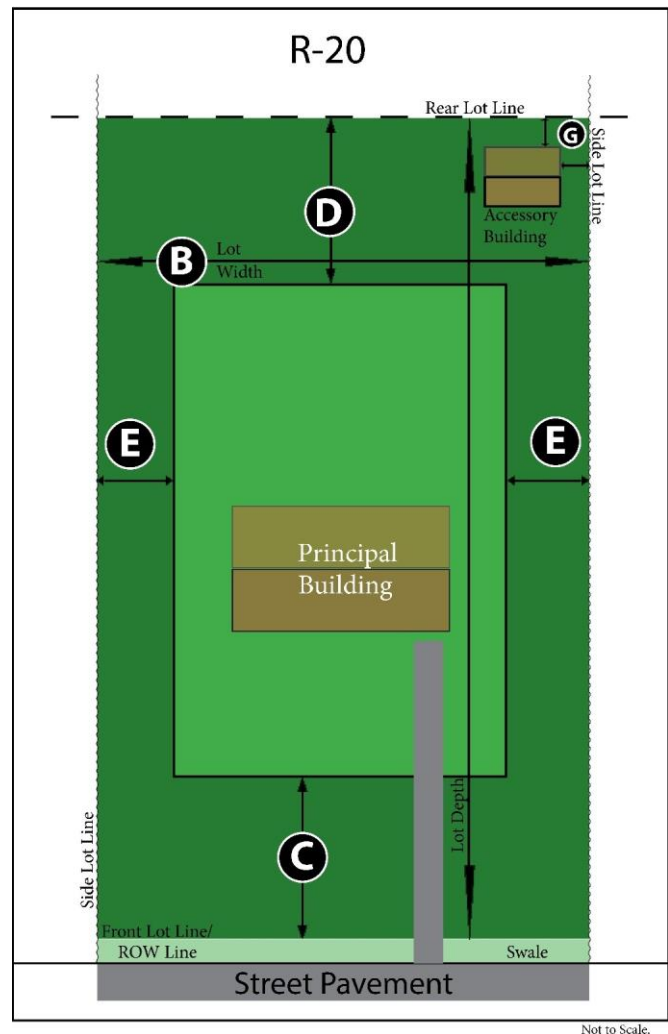 R-20
Rear Lot Line
G
Side Lot Line
Accessory
Building
D
B
Lot
Width
E
E
Principal
Building
Lot Depth
C
Side Lot Line
Front Lot Line/
ROW Line
Swale
Street Pavement
Not to Scale.